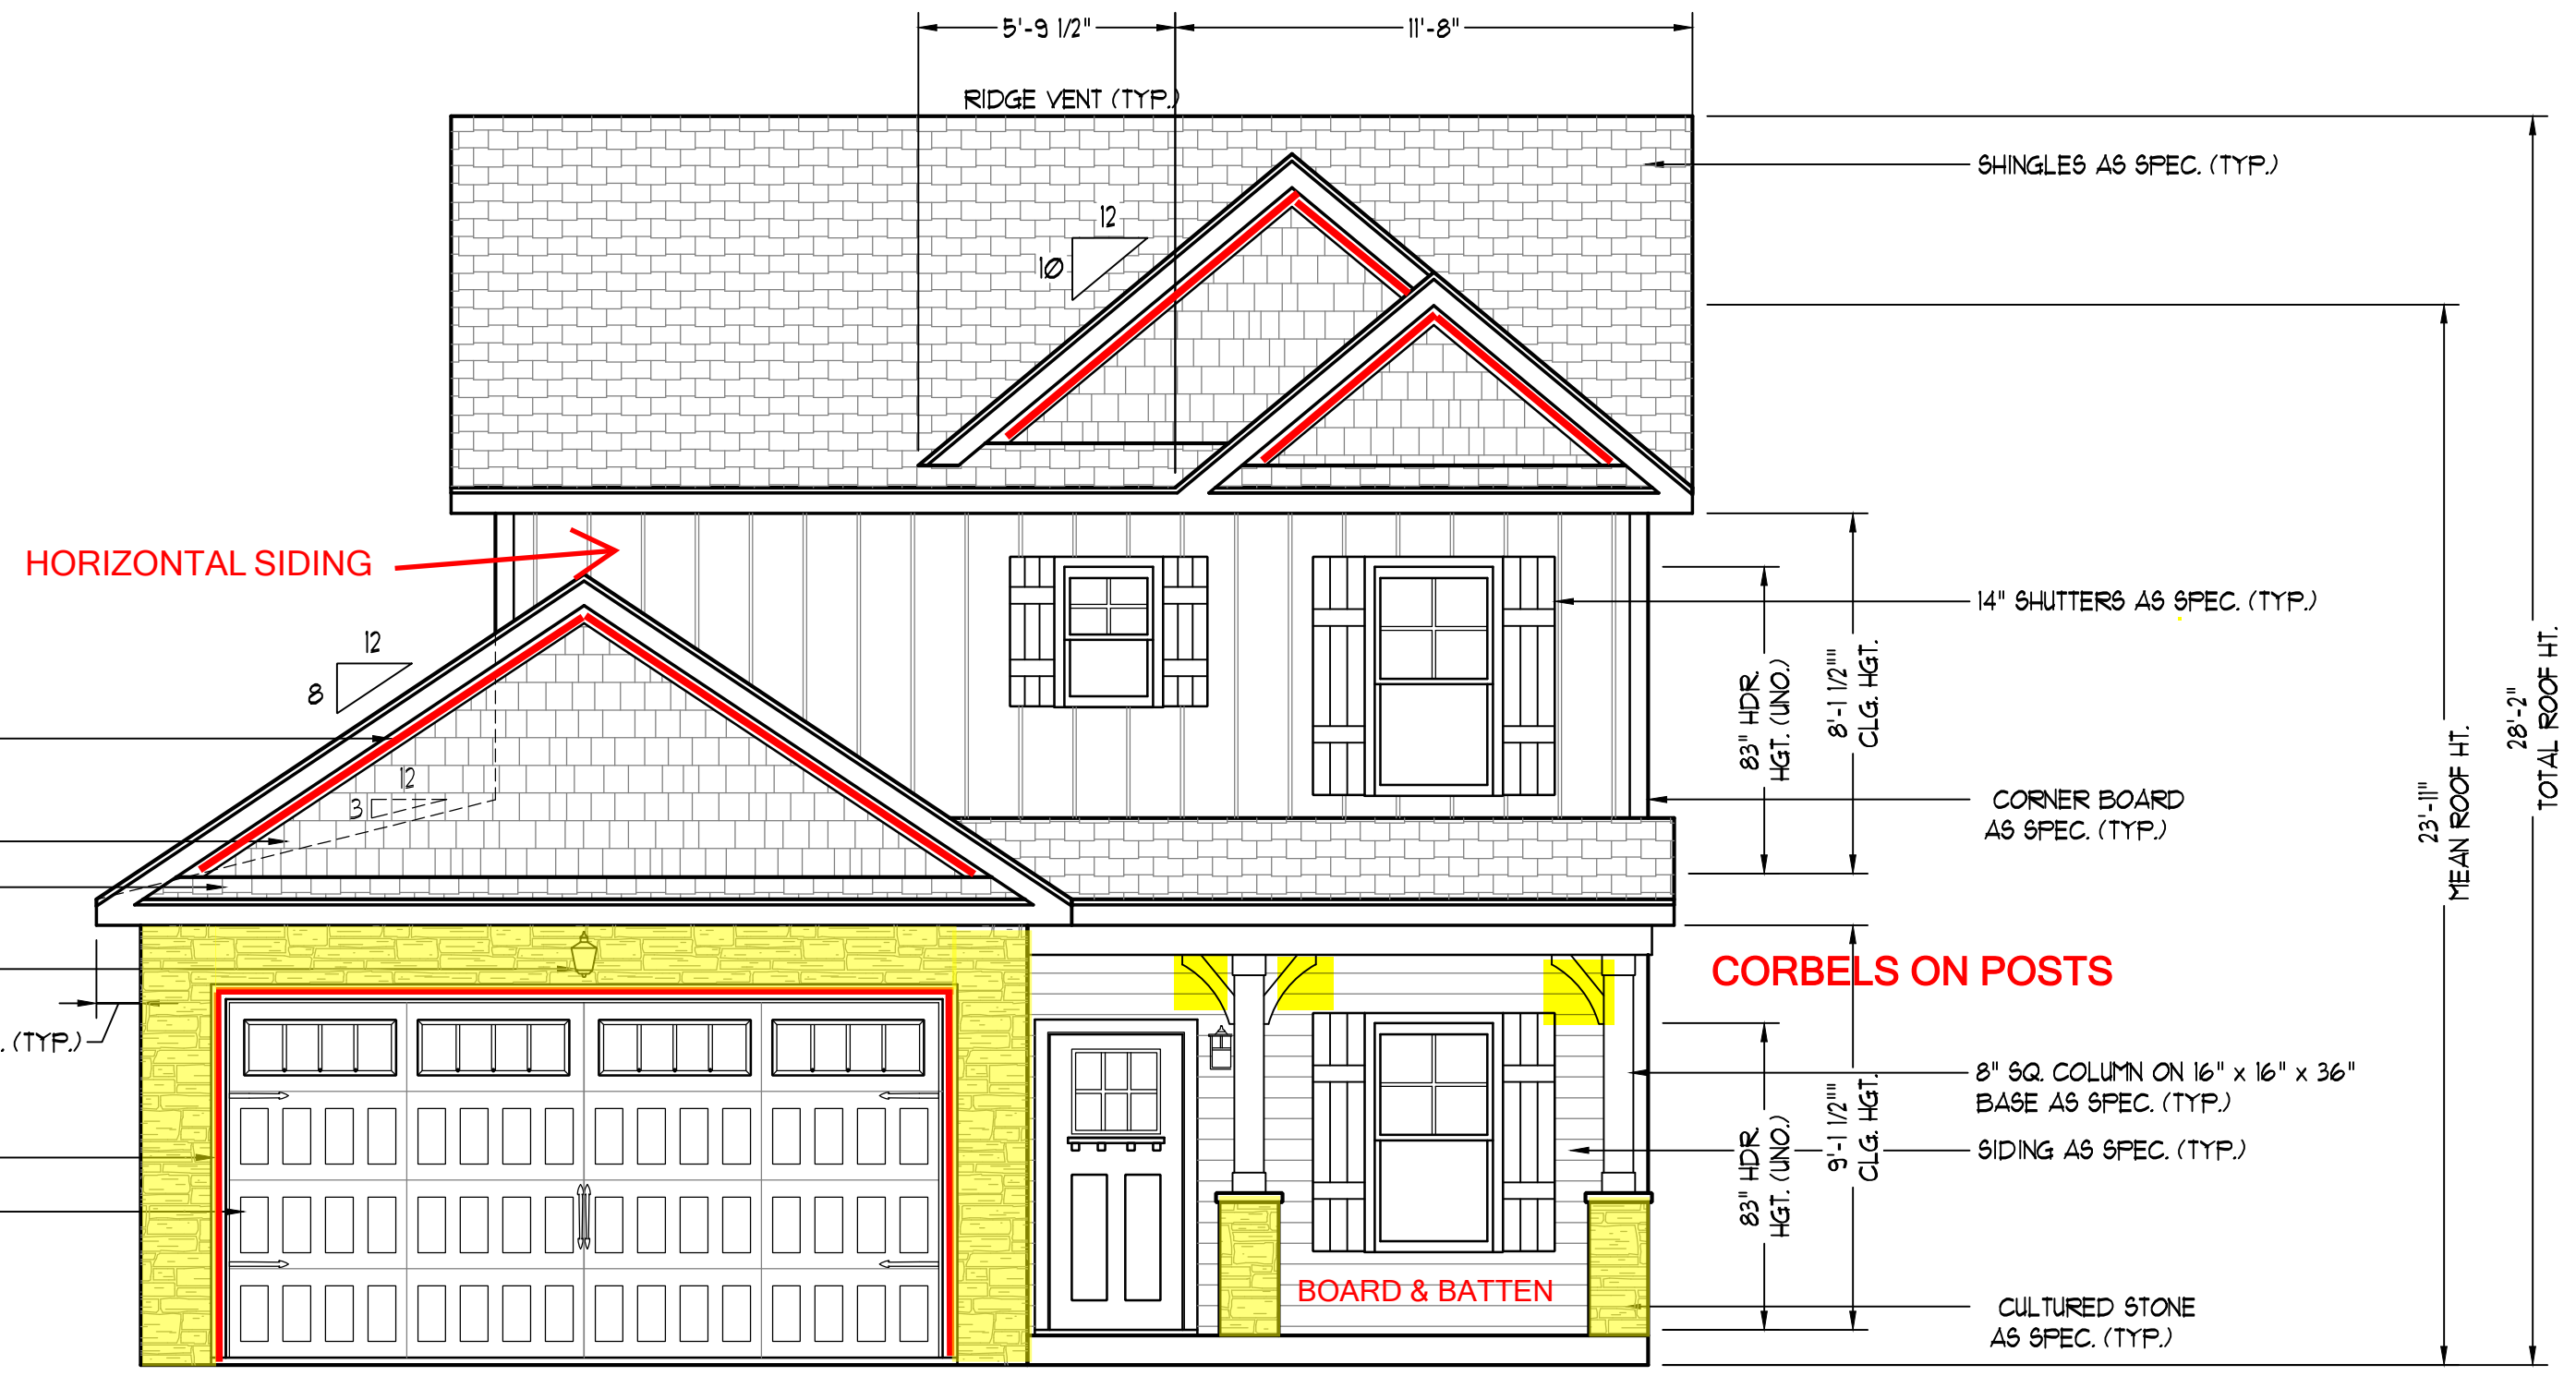 5'-9 1/2"
11'-8"
RIDGE VENT (TYP.)
SHINGLES AS SPEC. (TYP.)
12
10
HORIZONTAL SIDING
14" SHUTTERS AS SPEC. (TYP.)
12
8
83" HDR.
HGT. (UNO.)
8'-1 1/2""
CLG. HGT.
28'-2"
TOTAL ROOF HT.
23'-11"
MEAN ROOF HT.
12
3
CORNER BOARD
AS SPEC. (TYP.)
CORBELS ON POSTS
. (TYP.)
8" SQ. COLUMN ON 16" x 16" x 36"
BASE AS SPEC. (TYP.)
83" HDR.
HGT. (UNO.)
9'-1 1/2""
CLG. HGT.
SIDING AS SPEC. (TYP.)
BOARD & BATTEN
CULTURED STONE
AS SPEC. (TYP.)